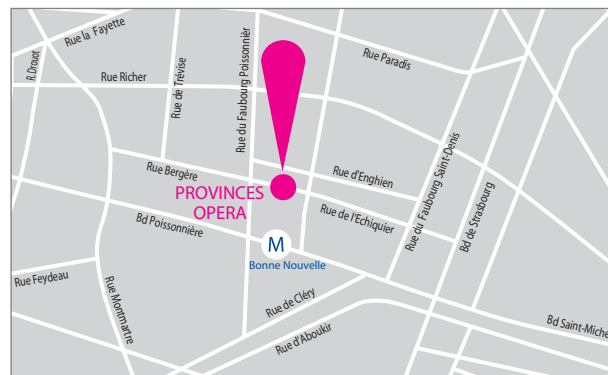 Rue la Fayette
R.Drouot
Rue Richer
Rue de Trévise
Rue du Faubourg Poissonnièr
Rue Paradis
Rue Bergère
Rue d'Enghien
PROVINCES
OPERA
Rue de l'Echiquier
Rue du Faubourg Saint-Denis
Bd de Strasbourg
Bd Poissonnière
M
Bonne Nouvelle
Rue Feydeau
Rue Montmartre
Rue de Cléry
Rue d'Aboukir
Bd Saint-Michel